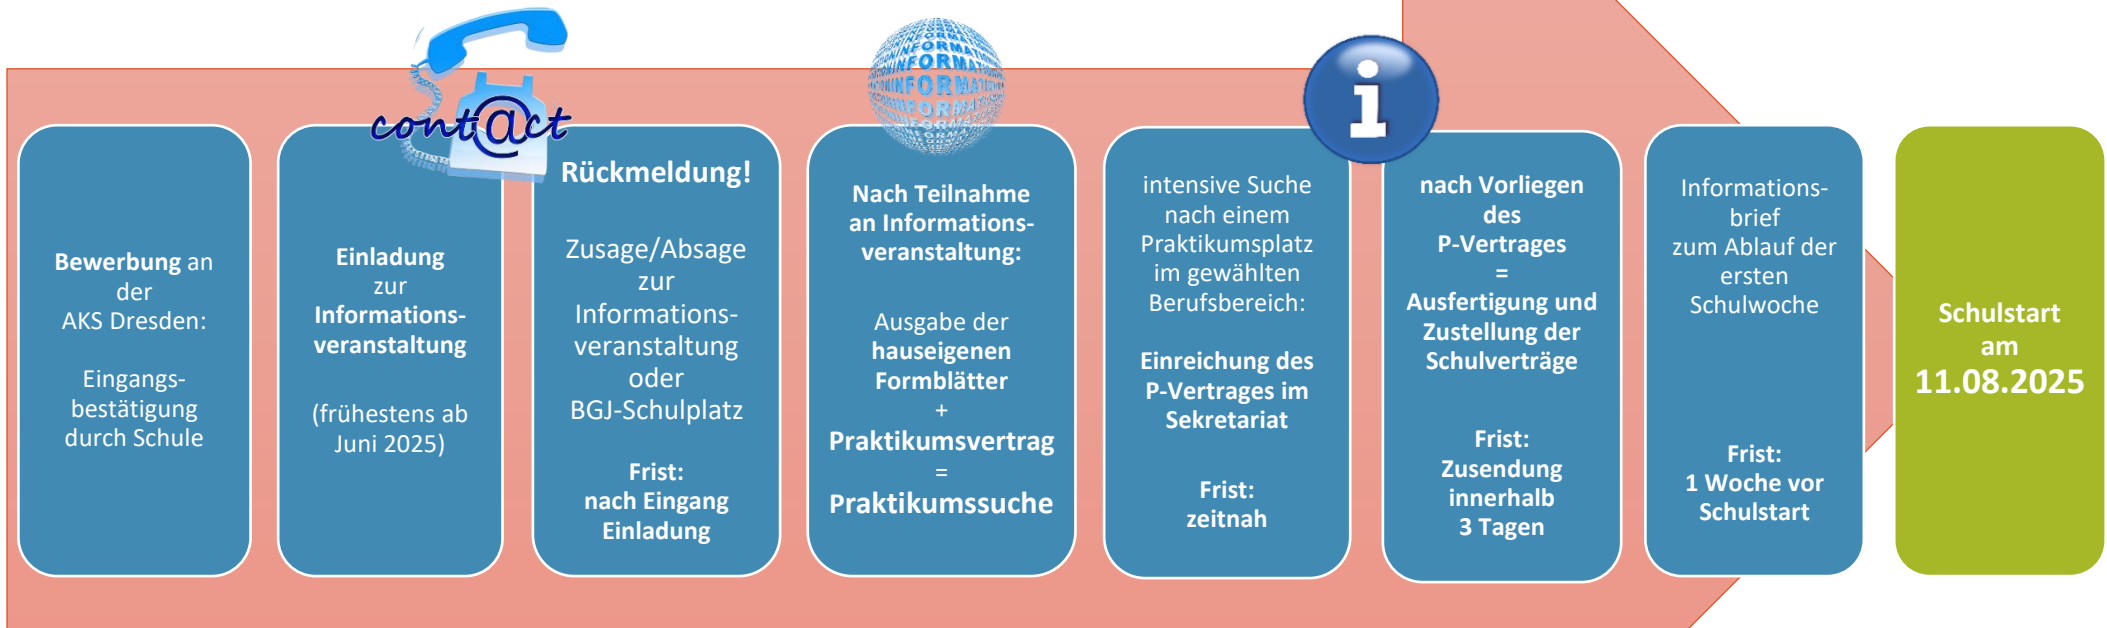 cont@ct
INFORMATION
Bewerbung an
der
AKS Dresden:
Eingangs-
bestätigung
durch Schule
Einladung
zur
Informations-
veranstaltung
(frühestens ab
Juni 2025)
Rückmeldung!
Zusage/Absage
zur
Informations-
veranstaltung
oder
BGJ-Schulplatz
Frist:
nach Eingang
Einladung
Nach Teilnahme
an Informations-
veranstaltung:
Ausgabe der
hauseigenen
Formblätter
+
Praktikumsvertrag
=
Praktikumssuche
i
intensive Suche
nach einem
Praktikumsplatz
im gewählten
Berufsbereich:
Einreichung des
P-Vertrages im
Sekretariat
Frist:
zeitnah
nach Vorliegen
des
P-Vertrages
=
Ausfertigung und
Zustellung der
Schulverträge
Frist:
Zusendung
innerhalb
3 Tagen
Informations-
brief
zum Ablauf der
ersten
Schulwoche
Frist:
1 Woche vor
Schulstart
Schulstart
am
11.08.2025